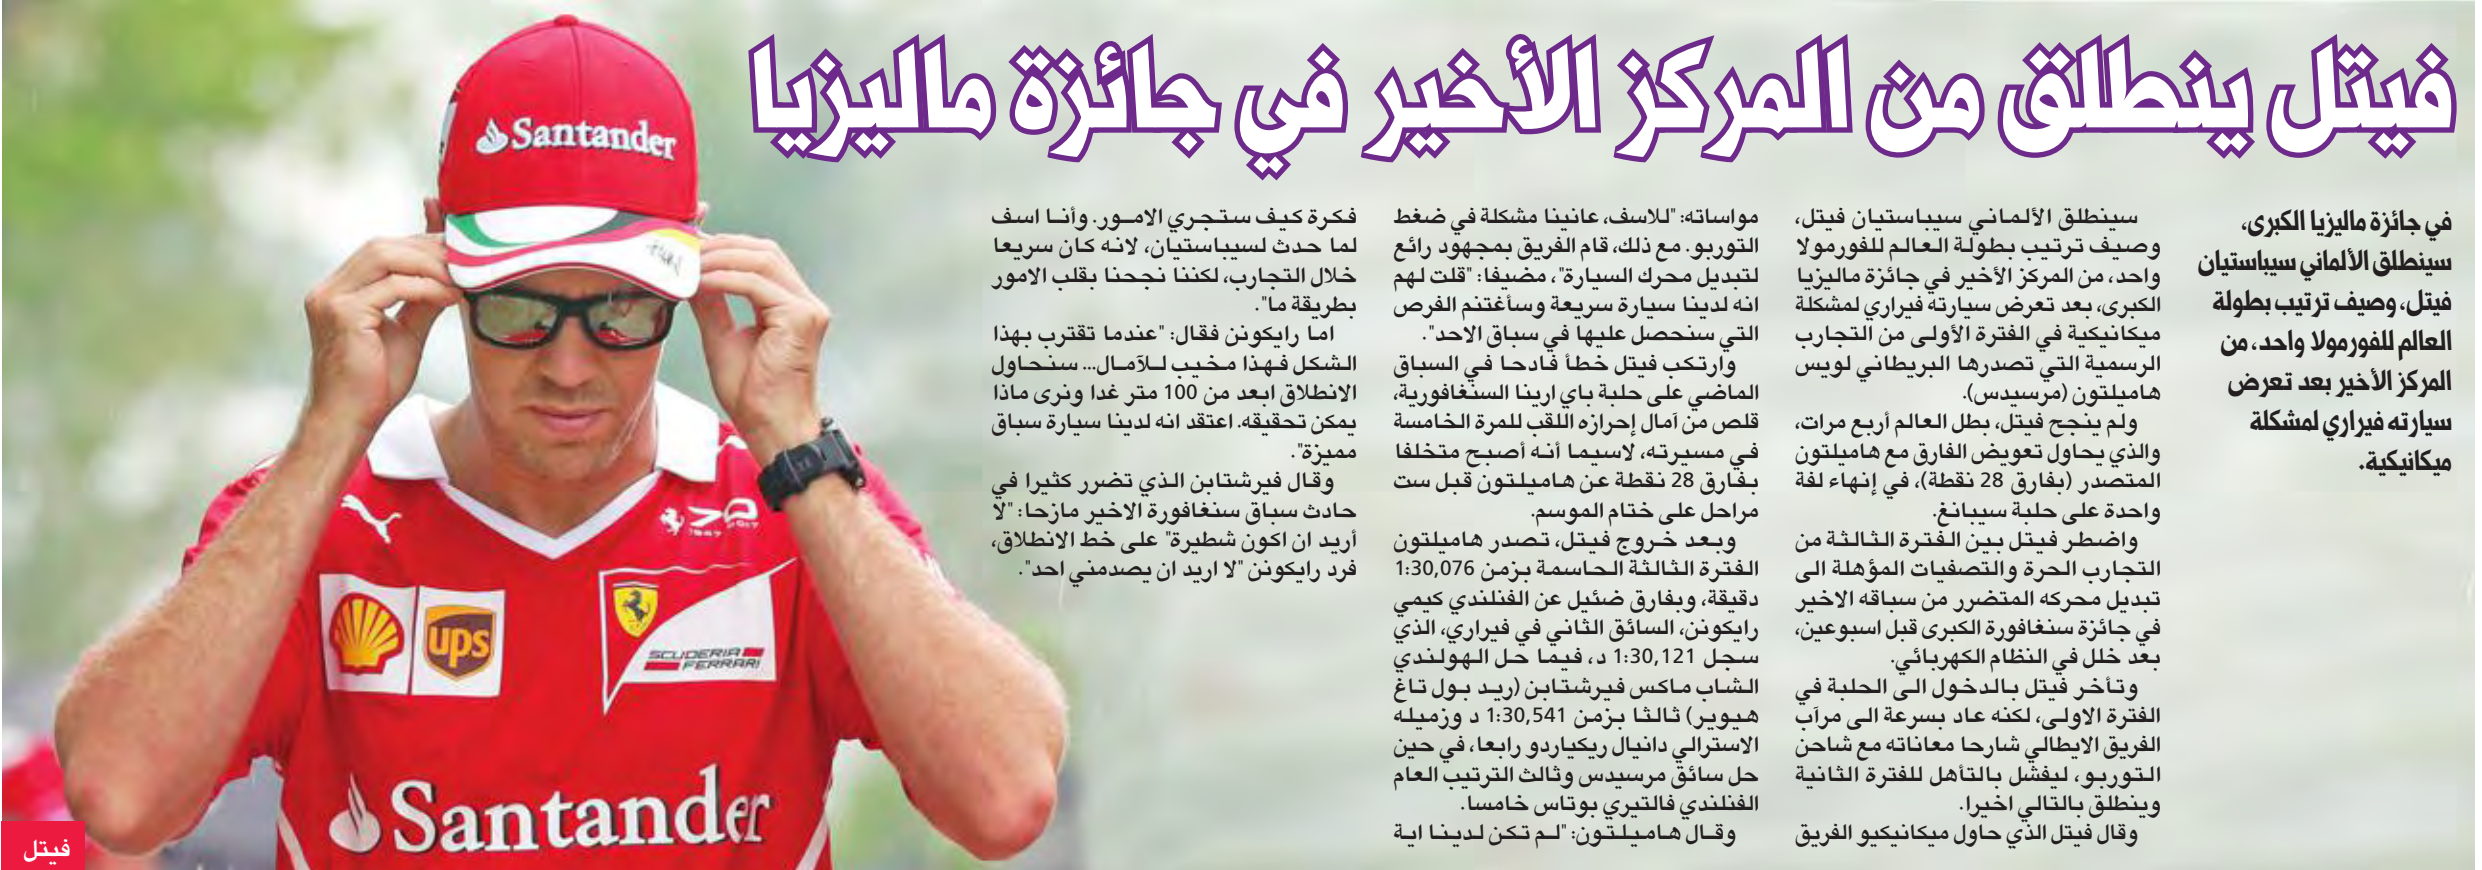 فيتل ينطلق من المركز الأخير في جائزة ماليزيا
في جائزة ماليزيا الكبرى،
سينطلق الألماني سيباستيان
فيتل، وصيف ترتيب بطولة
العالم للفورمولا واحد، من
المركز الأخير بعد تعرض
سيارته فيراري لمشكلة
ميكانيكية.
سينطلق الألماني سيباستيان فيتل،
وصيف ترتيب بطولة العالم للفورمولا
واحد، من المركز الأخير في جائزة ماليزيا
الكبرى، بعد تعرض سيارته فيراري لمشكلة
ميكانيكية في الفترة الأولى من التجارب
الرسمية التي تصدرها البريطاني لويس
هاميلتون (مرسيدس).
ولم ينجح فيتل، بطل العالم أربع مرات،
والذي يحاول تعويض الفارق مع هاميلتون
المتصدر (بفارق 28 نقطة)، في إنهاء لفة
واحدة على حلبة سيبانغ.
واضطر فيتل بين الفترة الثالثة من
التجارب الحرة والتصفيات المؤهلة الى
تبديل محركه المتضرر من سباقه الاخير
في جائزة سنغافورة الكبرى قبل اسبوعين،
بعد خلل في النظام الكهربائي.
وتأخر فيتل بالدخول الى الحلبة في
الفترة الاولى، لكنه عاد بسرعة الى مرآب
الفريق الايطالي شارحا معاناته مع شاحن
التوربو، ليفشل بالتأهل للفترة الثانية
وينطلق بالتالي اخيرا.
وقال فيتل الذي حاول ميكانيكيو الفريق
مواساته: "للاسف، عانينا مشكلة في ضغط
التوربو. مع ذلك، قام الفريق بمجهود رائع
لتبديل محرك السيارة"، مضيفا: "قلت لهم
انه لدينا سيارة سريعة وسأغتنم الفرص
التي سنحصل عليها في سباق الاحد".
وارتكب فيتل خطأ فادحا في السباق
الماضي على حلبة باي ارينا السنغافورية،
قلص من آمال إحرازه اللقب للمرة الخامسة
في مسيرته، لاسيما أنه أصبح متخلفا
بفارق 28 نقطة عن هاميلتون قبل ست
مراحل على ختام الموسم.
وبعد خروج فيتل، تصدر هاميلتون
الفترة الثالثة الحاسمة بزمن 1:30,076
دقيقة، وبفارق ضئيل عن الفنلندي كيمي
رايكونن، السائق الثاني في فيراري، الذي
سجل 1:30,121 د، فيما حل الهولندي
الشاب ماكس فيرشتابن (ريد بول تاغ
هيوير) ثالثا بزمن 1:30,541 د وزميله
الاسترالي دانيال ريكياردو رابعا، في حين
حل سائق مرسيدس وثالث الترتيب العام
الفنلندي فالتيري بوتاس خامسا.
وقال هاميلتون: "لم تكن لدينا اية
فكرة كيف ستجري الامور. وأنا اسف
لما حدث لسيباستيان، لانه كان سريعا
خلال التجارب، لكننا نجحنا بقلب الامور
بطريقة ما".
اما رايكونن فقال: "عندما تقترب بهذا
الشكل فهذا مخيب للآمال... سنحاول
الانطلاق ابعد من 100 متر غدا ونرى ماذا
يمكن تحقيقه. اعتقد انه لدينا سيارة سباق
مميزة".
وقال فيرشتابن الذي تضرر كثيرا في
حادث سباق سنغافورة الاخير مازحا: "لا
أريد ان اكون شطيرة" على خط الانطلاق،
فرد رايكونن "لا اريد ان يصدمني احد".
Santander
ups
SCUDERIA
FERRARI
Santander
فيتل